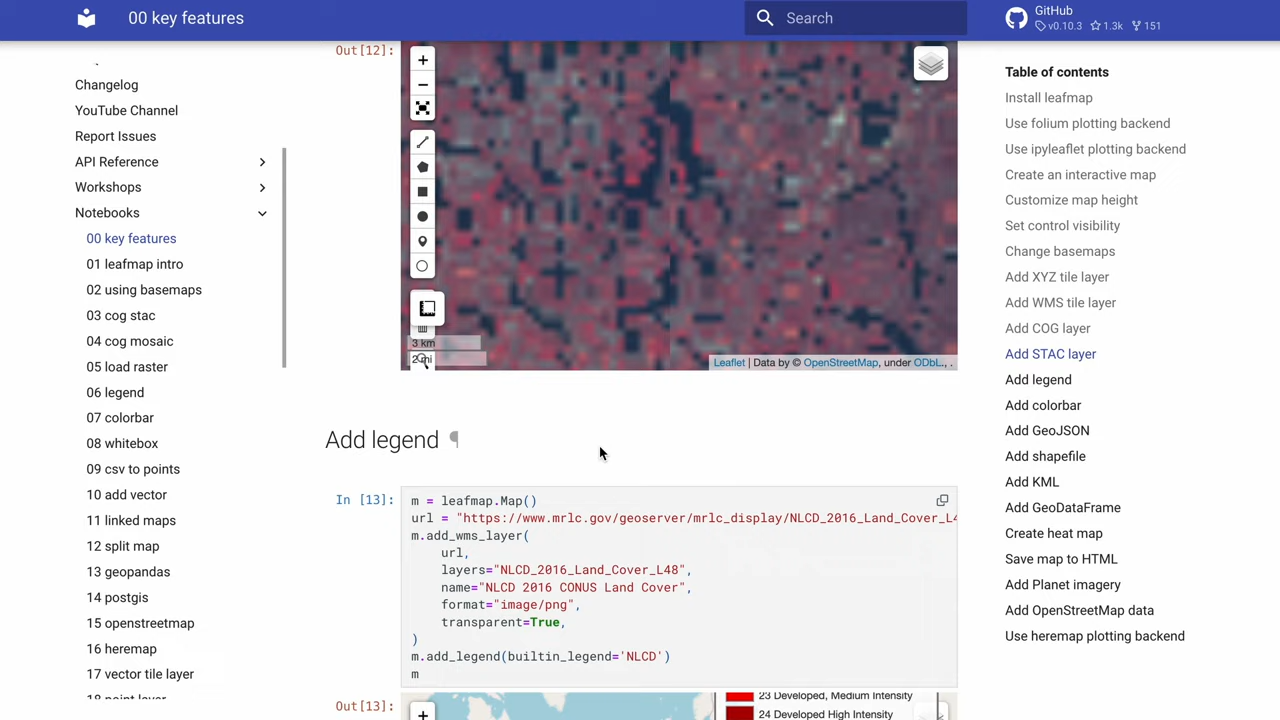 00 key features
Search
GitHub
v0.10.3 1.3k 151
Changelog
YouTube Channel
Report Issues
API Reference
Workshops
Notebooks
00 key features
01 leafmap intro
02 using basemaps
03 cog stac
04 cog mosaic
05 load raster
06 legend
07 colorbar
08 whitebox
09 csv to points
10 add vector
11 linked maps
12 split map
13 geopandas
14 postgis
15 openstreetmap
16 heremap
17 vector tile layer
18 point layer
Out[12]:
+
−
3 km
2 mi
Leaflet | Data by © OpenStreetMap, under ODbL., .
Add legend ¶
In [13]:
m = leafmap.Map()
url = "https://www.mrlc.gov/geoserver/mrlc_display/NLCD_2016_Land_Cover_L4
m.add_wms_layer(
url,
layers="NLCD_2016_Land_Cover_L48",
name="NLCD 2016 CONUS Land Cover",
format="image/png",
transparent=True,
)
m.add_legend(builtin_legend='NLCD')
m
Out[13]:
+
23 Developed, Medium Intensity
24 Developed High Intensity
Table of contents
Install leafmap
Use folium plotting backend
Use ipyleaflet plotting backend
Create an interactive map
Customize map height
Set control visibility
Change basemaps
Add XYZ tile layer
Add WMS tile layer
Add COG layer
Add STAC layer
Add legend
Add colorbar
Add GeoJSON
Add shapefile
Add KML
Add GeoDataFrame
Create heat map
Save map to HTML
Add Planet imagery
Add OpenStreetMap data
Use heremap plotting backend